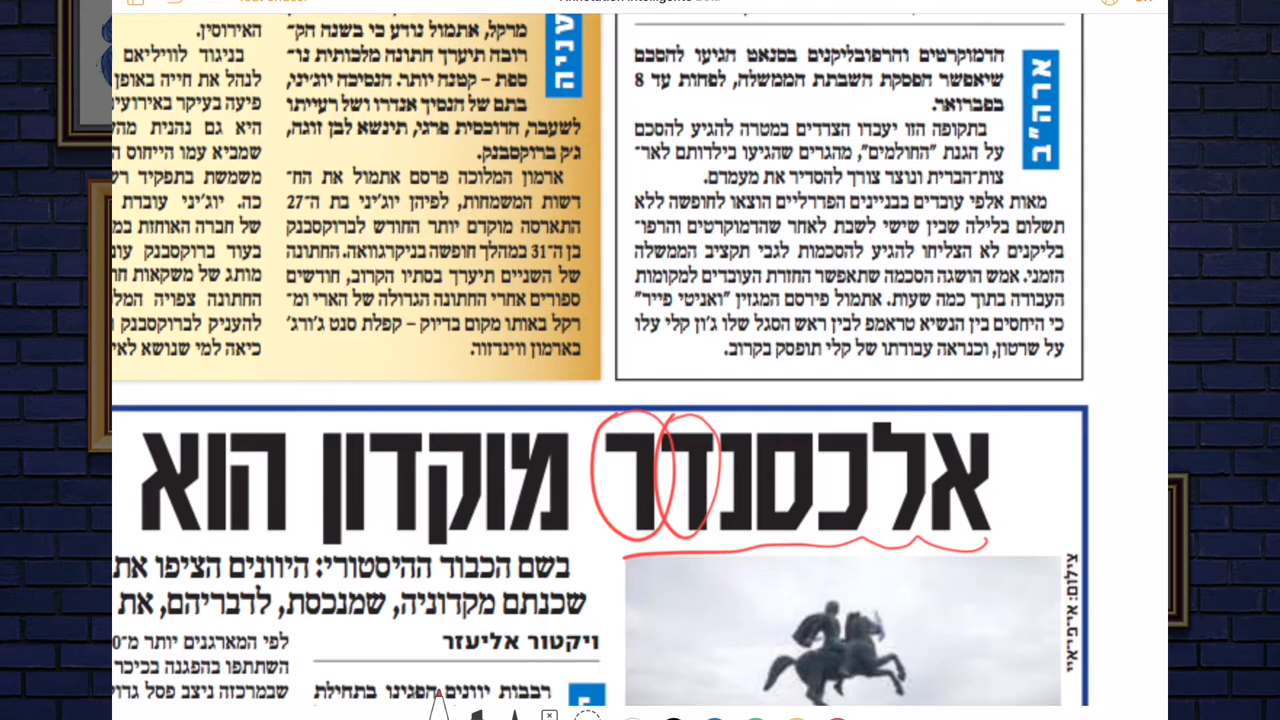 ארה״ב
הדמוקרטים והרפובליקנים בסנאט הגיעו להסכם
שיאפשר הפסקת השבתת הממשלה, לפחות עד 8
בפברואר.
בתקופה הזו יעבדו הצדדים במטרה להגיע להסכם
על הגנת "החולמים", מהגרים שהגיעו בילדותם לאר־
צות־הברית ונוצר צורך להסדיר את מעמדם.
מאות אלפי עובדים בבניינים הפדרליים הוצאו לחופשה ללא
תשלום בלילה שבין שישי לשבת לאחר שהדמוקרטים והרפו־
בליקנים לא הצליחו להגיע להסכמות לגבי תקציב הממשלה
הזמני. אמש הושגה הסכמה שתאפשר החזרת העובדים למקומות
העבודה בתוך כמה שעות. אתמול פירסם המגזין "ואניטי פייר"
כי היחסים בין הנשיא טראמפ לבין ראש הסגל שלו ג'ון קלי עלו
על שרטון, וכנראה עבודתו של קלי תופסק בקרוב.
מרקל, אתמול נודע כי בשנה הק־
רובה תיערך חתונה מלכותית נו־
ספת – קטנה יותר. הנסיכה יוג'יני,
בתם של הנסיך אנדרו ושל רעייתו
לשעבר, הדוכסית פרגי, תינשא לבן זוגה,
ג'ק ברוקסבנק.
ארמון המלוכה פרסם אתמול את הח־
דשות המשמחות, לפיהן יוג'יני בת ה־27
התארסה מוקדם יותר החודש לברוקסבנק
בן ה־31 במהלך חופשה בניקרגוואה. החתונה
של השניים תיערך בסתיו הקרוב, חודשים
ספורים אחרי החתונה הגדולה של הארי ומ־
רקל באותו מקום בדיוק – קפלת סנט ג'ורג'
בארמון ווינדזור.
האירוסין.
בניגוד לוויליאם
לנהל את חייה באופן
פיעה בעיקר באירועי
היא גם נהנית
שמביא עמו הייחוס
משמשת בתפקיד
כה. יוג'יני עובדת
של חברה האוחזת
בעוד ברוקסבנק
מותג של משקאות
החתונה צפויה
להעניק לברוקסבנק
כיאה למי שנושא
אלכסנדר מוקדון הוא
בשם הכבוד ההיסטורי: היוונים הציפו את
שכנתם מקדוניה, שמנכסת, לדבריהם, את
ויקטור אליעזר
צילום: אי־פי־איי
רבבות יוונים הפגינו בתחילת
לפי המארגנים יותר
השתתפו בהפגנה בכיכר
שבמרכזה ניצב פסל